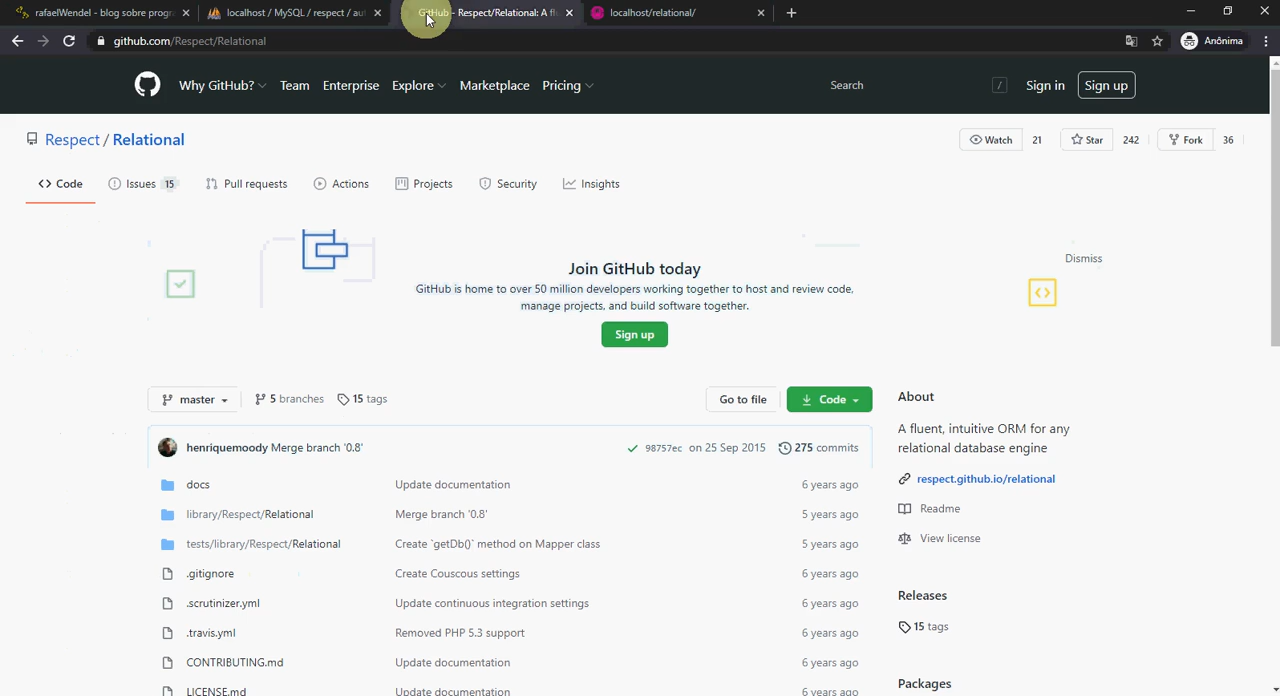 rafaelWendel - blog sobre progra
localhost / MySQL / respect / aut
GitHub - Respect/Relational: A fl
localhost/relational/
github.com/Respect/Relational
Anônima
Why GitHub? Team Enterprise Explore Marketplace Pricing
Search /
Sign in Sign up
Respect / Relational
Watch 21 Star 242 Fork 36
Code Issues 15 Pull requests Actions Projects Security Insights
Join GitHub today
Dismiss
GitHub is home to over 50 million developers working together to host and review code,
manage projects, and build software together.
Sign up
master 5 branches 15 tags Go to file Code
henriquemoody Merge branch '0.8' 98757ec on 25 Sep 2015 275 commits
docs Update documentation 6 years ago
library/Respect/Relational Merge branch '0.8' 5 years ago
tests/library/Respect/Relational Create `getDb()` method on Mapper class 5 years ago
.gitignore Create Couscous settings 6 years ago
.scrutinizer.yml Update continuous integration settings 6 years ago
.travis.yml Removed PHP 5.3 support 6 years ago
CONTRIBUTING.md Update documentation 6 years ago
LICENSE.md Update documentation 6 years ago
About
A fluent, intuitive ORM for any
relational database engine
respect.github.io/relational
Readme
View license
Releases
15 tags
Packages